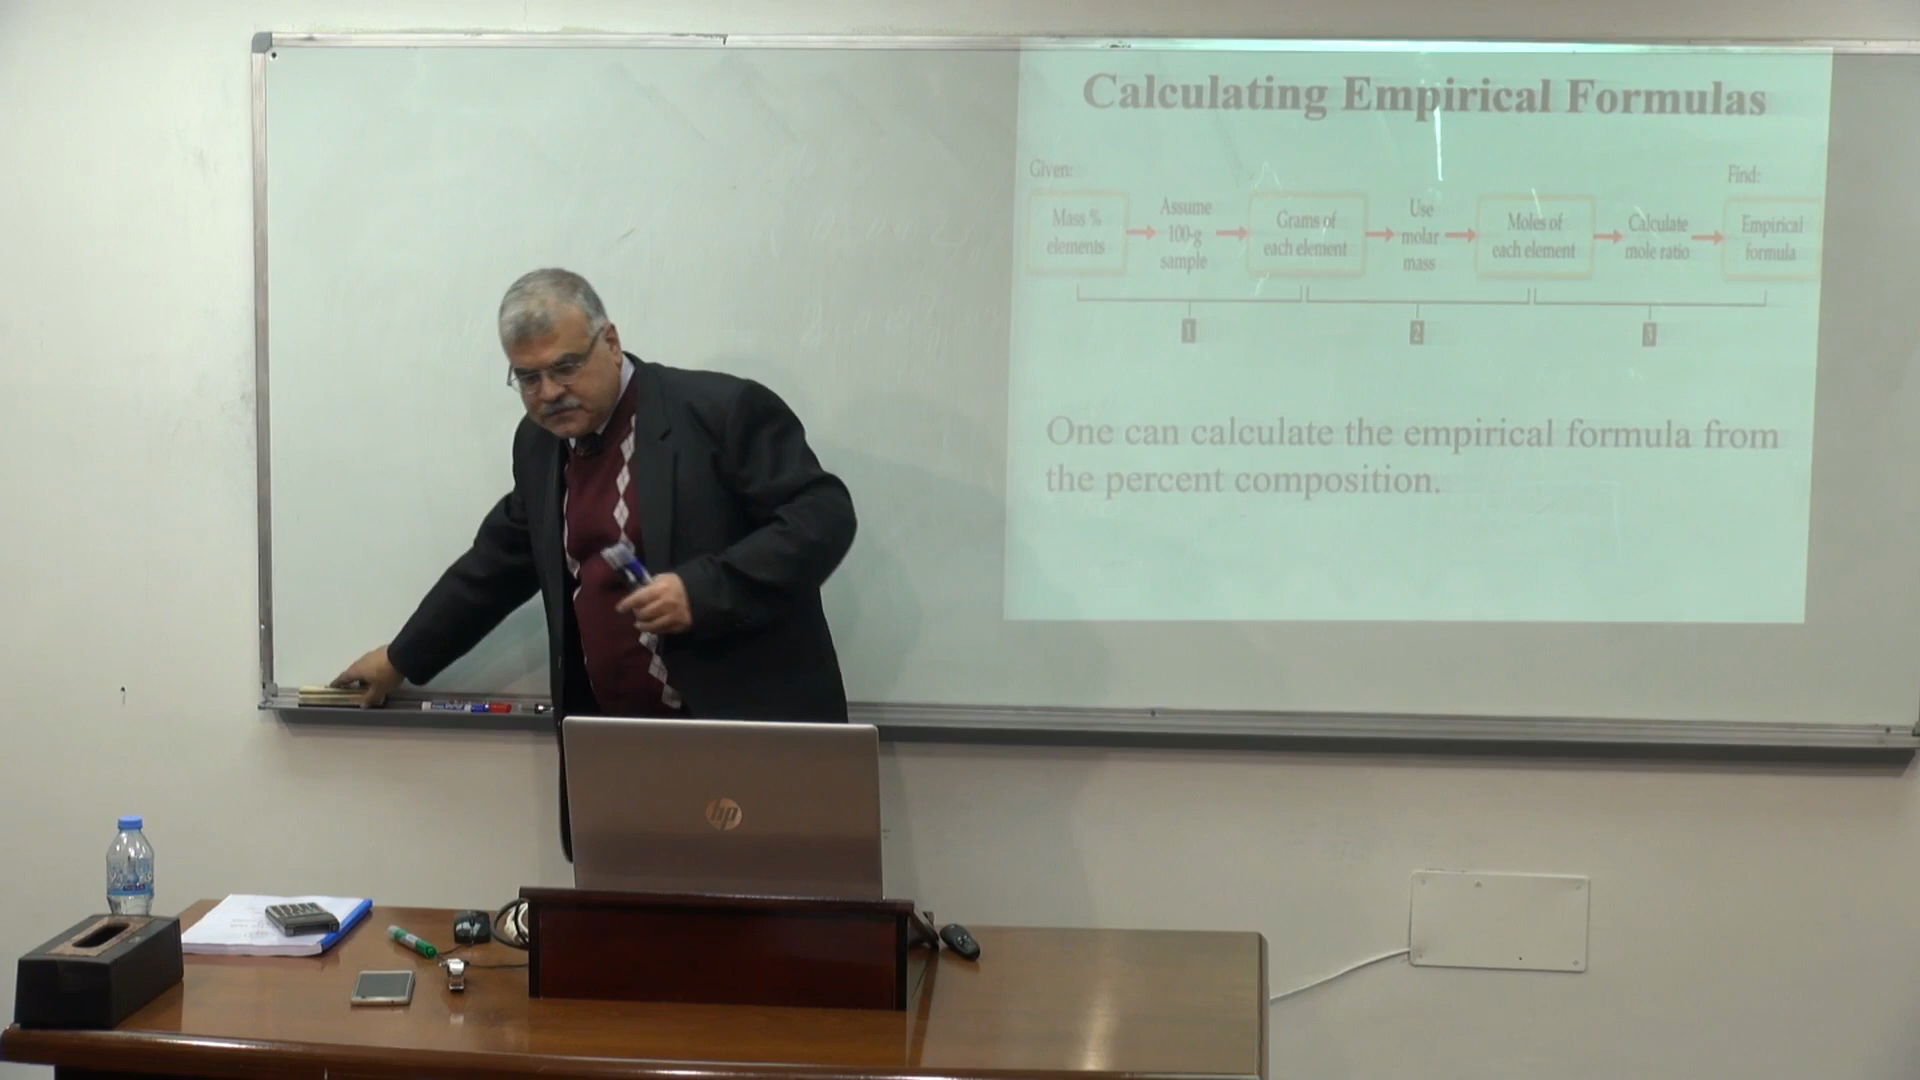 Calculating Empirical Formulas
Given:
Find:
Mass %
elements
Assume
100-g
sample
Grams of
each element
Use
molar
mass
Moles of
each element
Calculate
mole ratio
Empirical
formula
1
2
3
One can calculate the empirical formula from
the percent composition.
hp